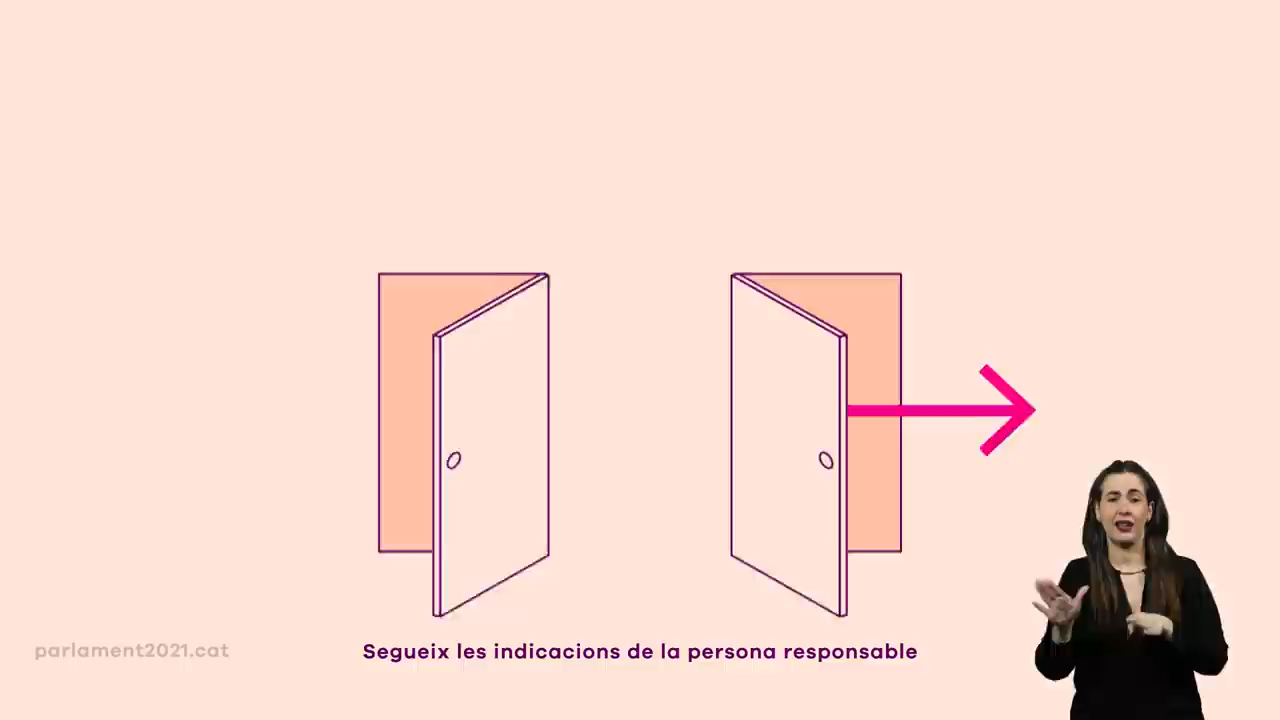 parlament2021.cat
Segueix les indicacions de la persona responsable